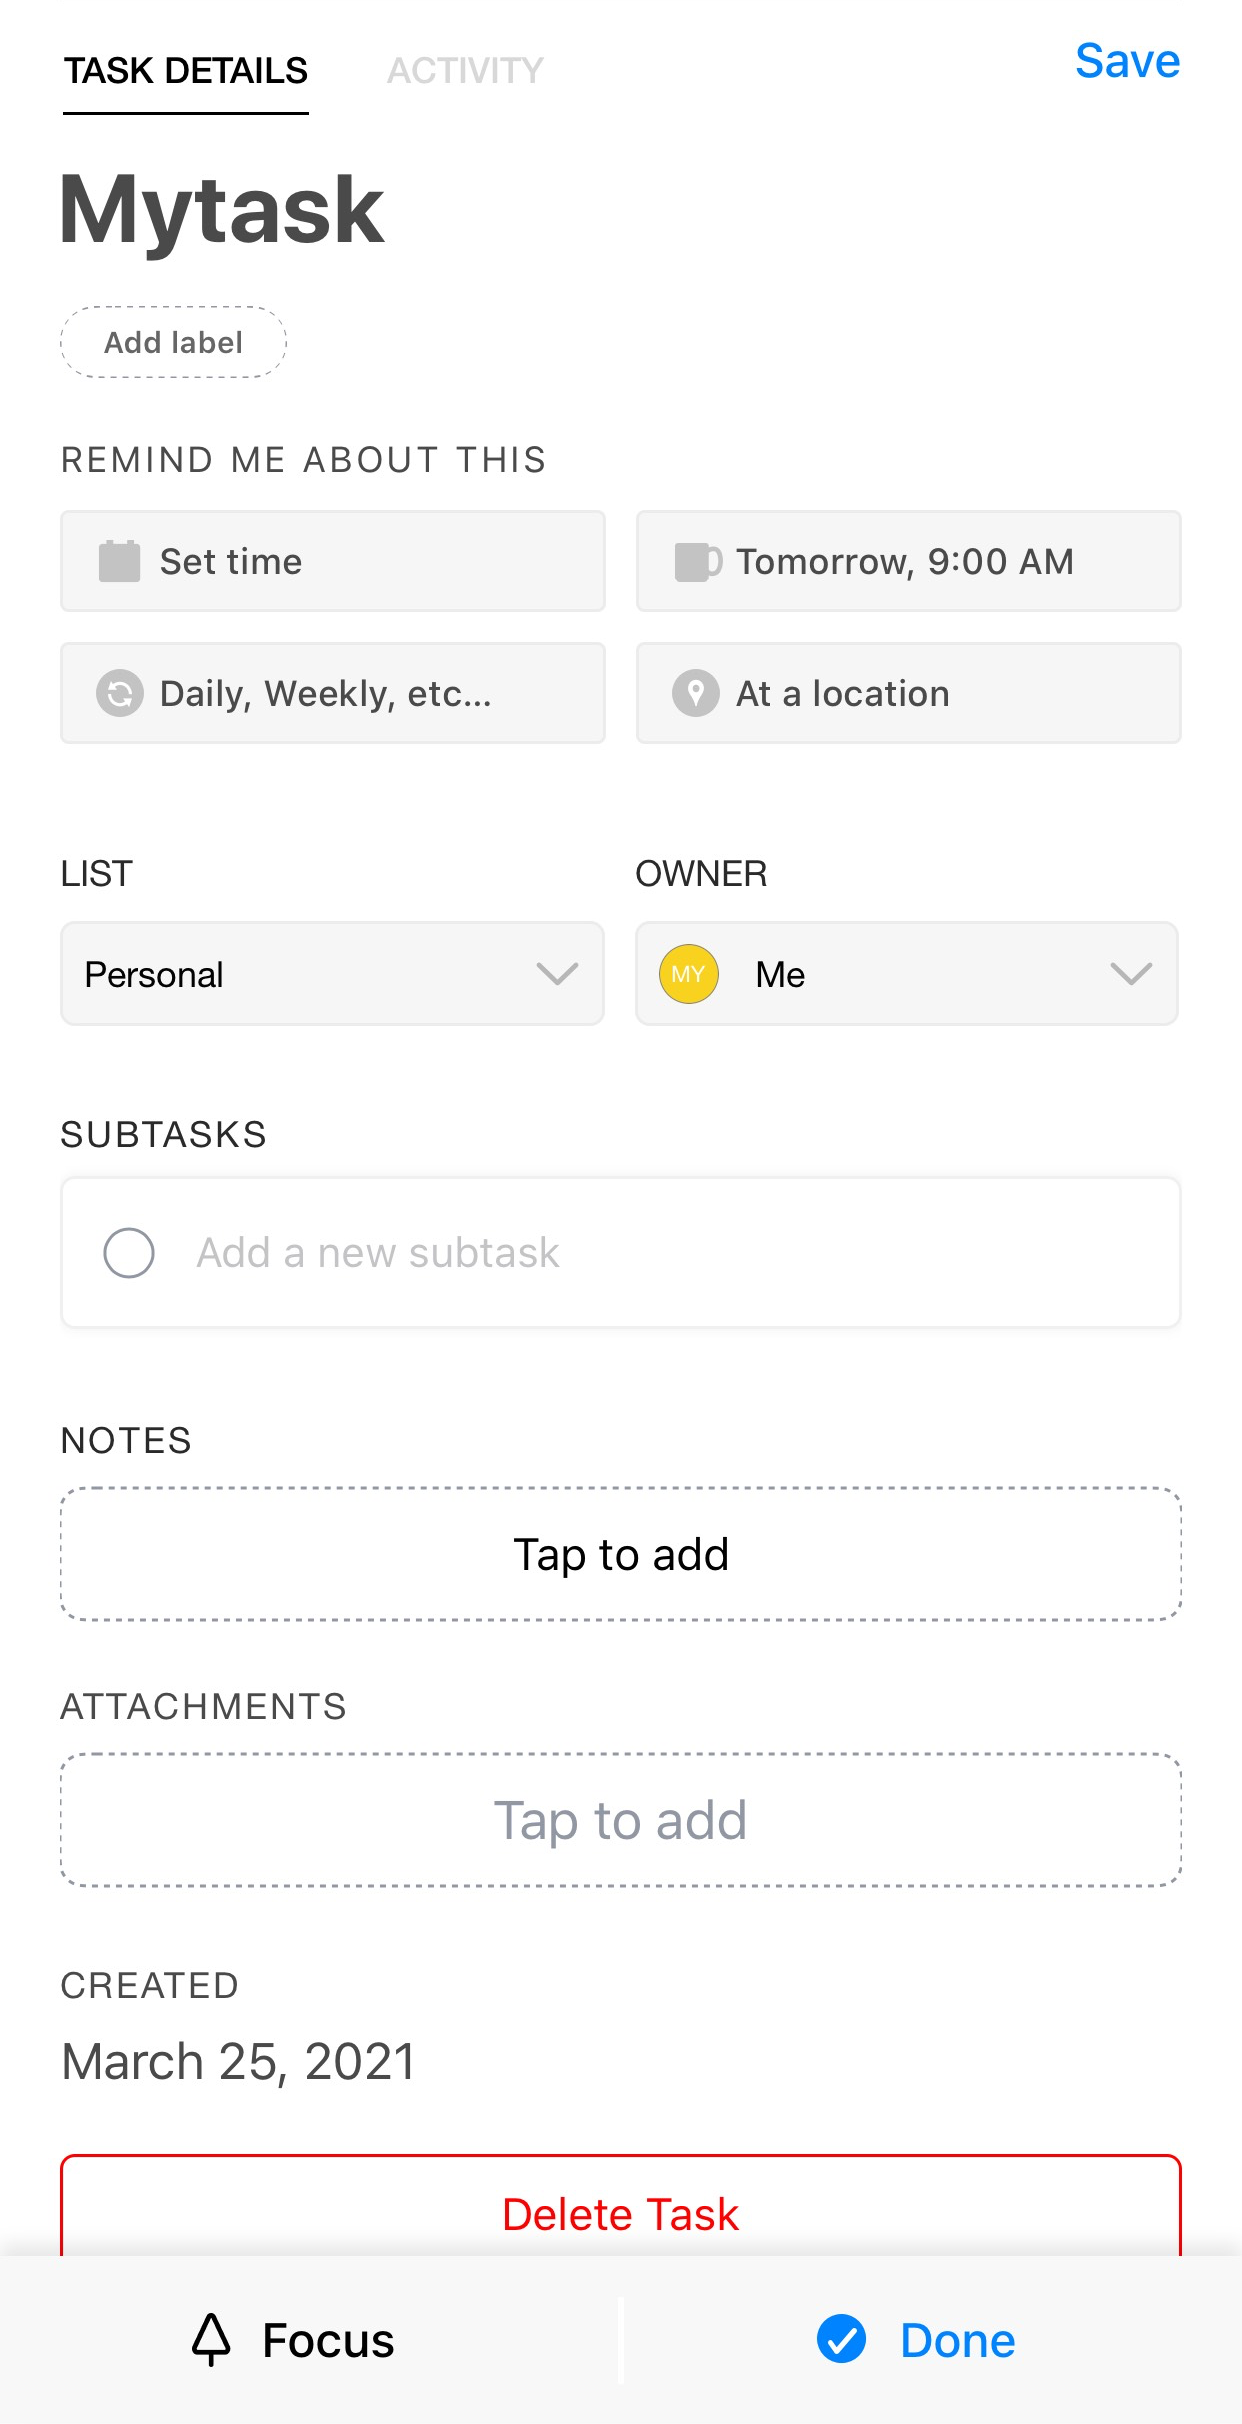 TASK DETAILS ACTIVITY Save
Mytask
Add label
REMIND ME ABOUT THIS
Set time Tomorrow, 9:00 AM
Daily, Weekly, etc... At a location
LIST OWNER
Personal MY Me
SUBTASKS
Add a new subtask
NOTES
Tap to add
ATTACHMENTS
Tap to add
CREATED
March 25, 2021
Delete Task
Focus Done